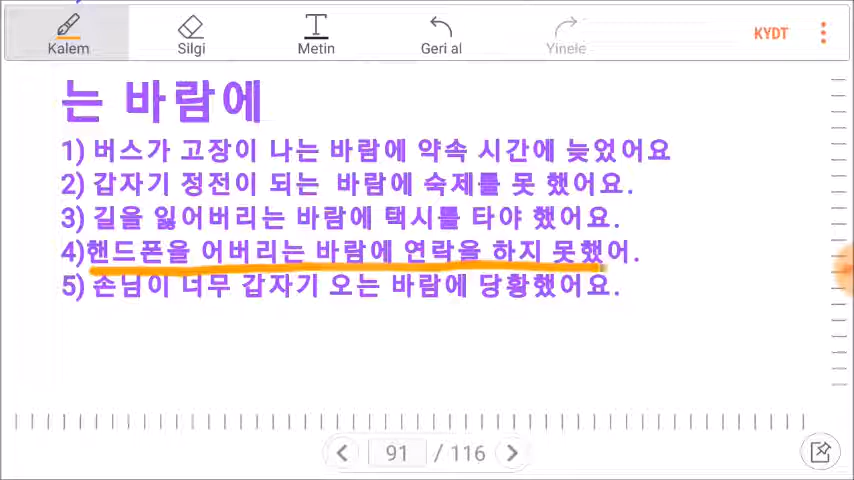 Kalem Silgi Metin Geri al Yinele KYDT
는 바람에
1) 버스가 고장이 나는 바람에 약속 시간에 늦었어요
2) 갑자기 정전이 되는 바람에 숙제를 못 했어요.
3) 길을 잃어버리는 바람에 택시를 타야 했어요.
4)핸드폰을 어버리는 바람에 연락을 하지 못했어.
5) 손님이 너무 갑자기 오는 바람에 당황했어요.
91 / 116